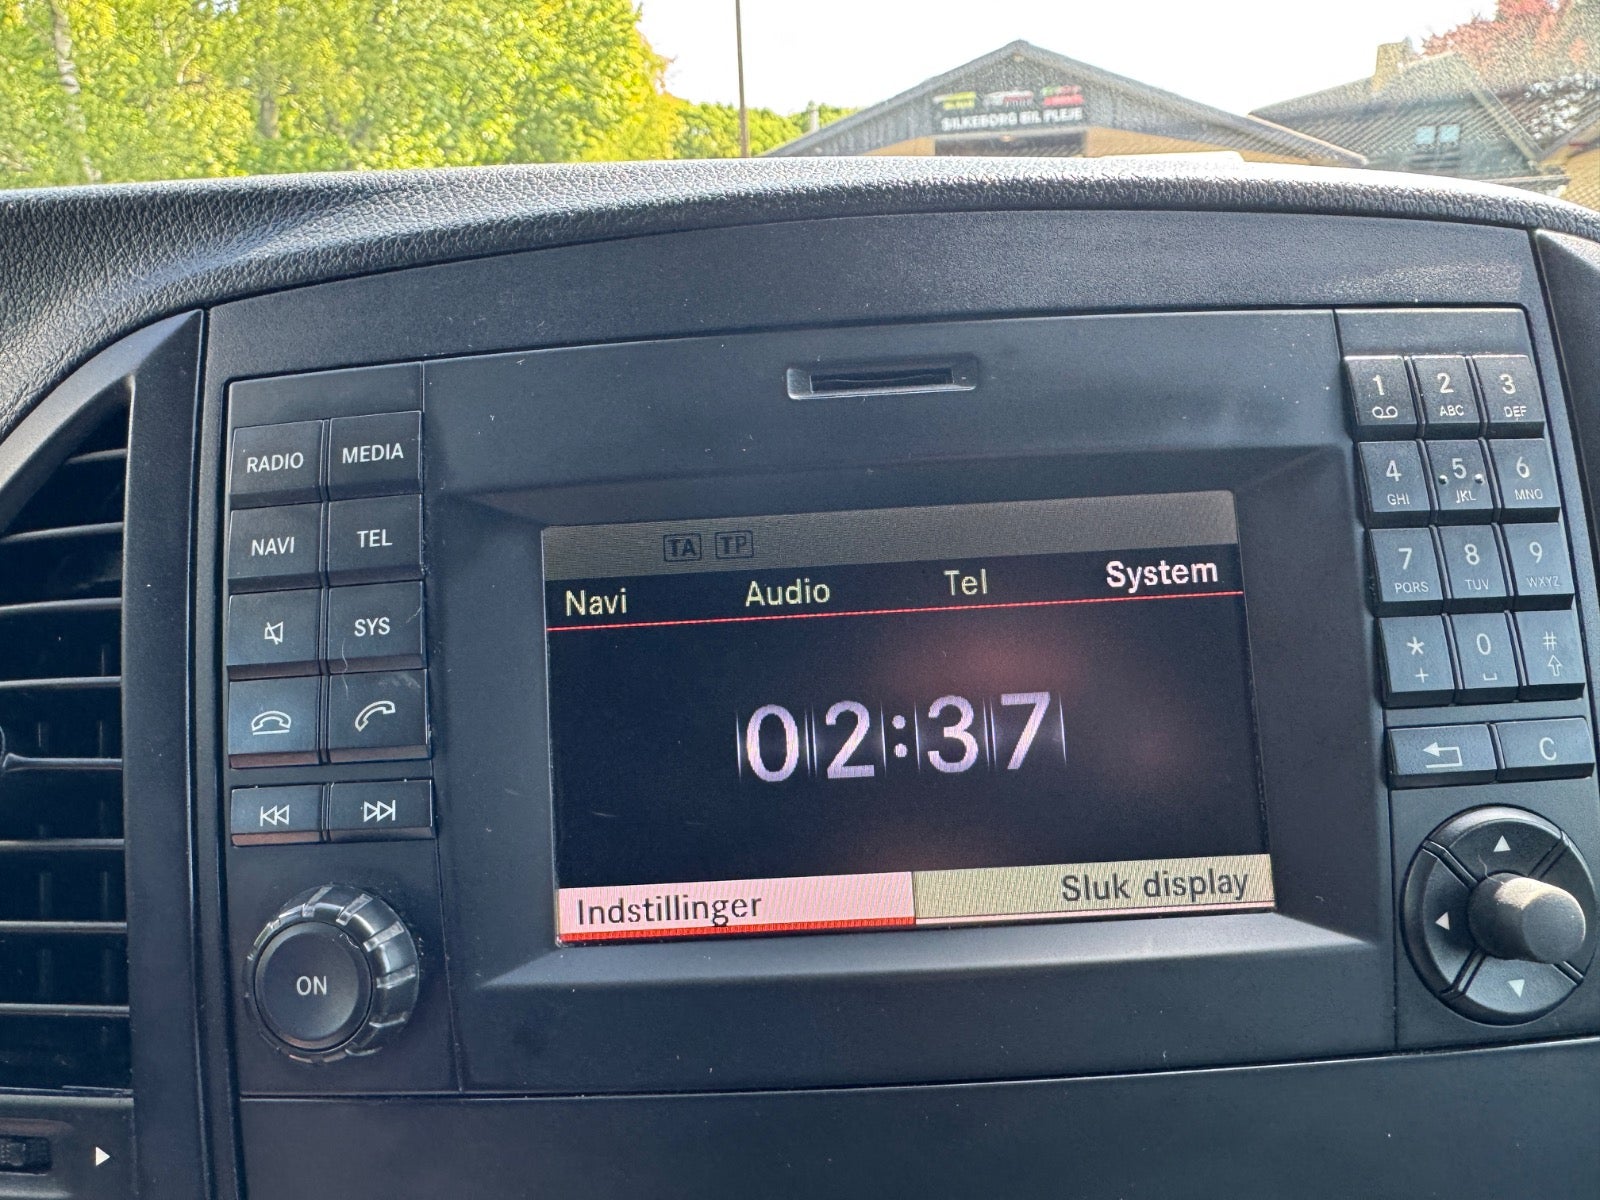 SILKEBORG BIL PLEJE
RADIO MEDIA
NAVI TEL
SYS
ON
TA TP
Navi Audio Tel System
02:37
Indstillinger Sluk display
1 2 ABC 3 DEF
4 GHI 5 JKL 6 MNO
7 PQRS 8 TUV 9 WXYZ
* + 0 #
C